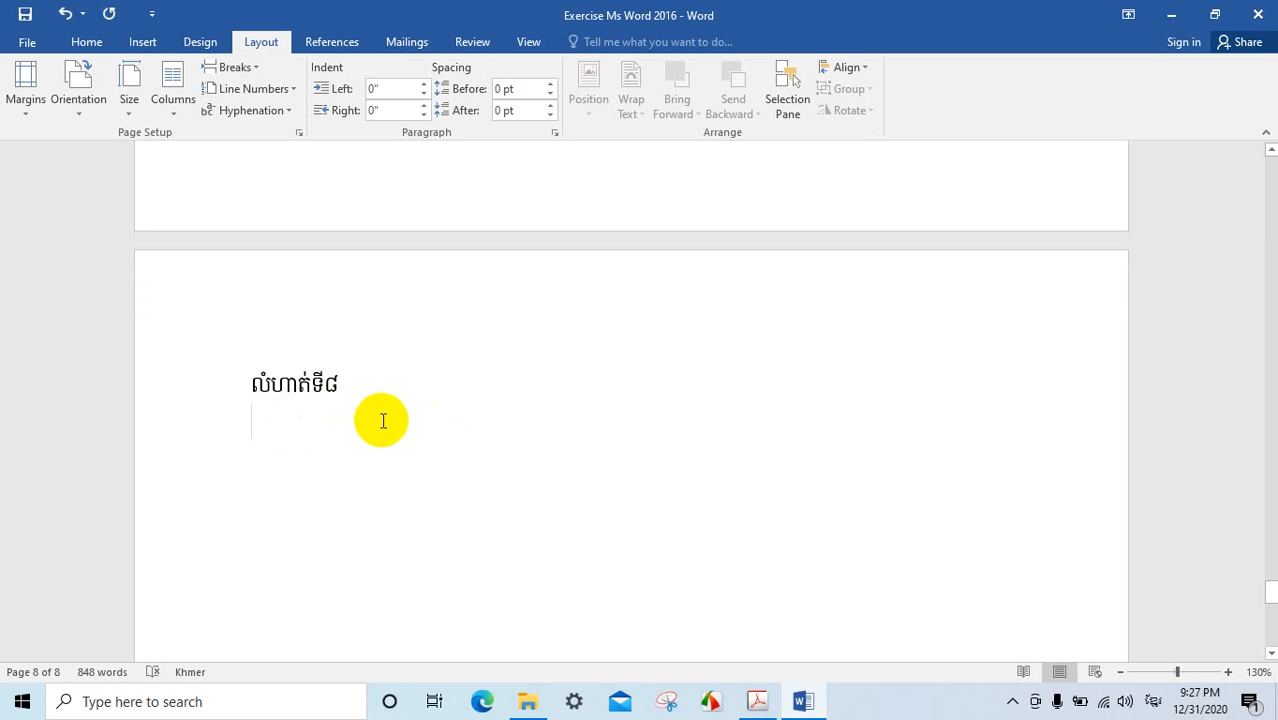 Exercise Ms Word 2016 - Word
File Home Insert Design Layout References Mailings Review View Tell me what you want to do... Sign in Share
Margins Orientation Size Columns Breaks Line Numbers Hyphenation
Page Setup
Indent Spacing
Left: 0" Before: 0 pt
Right: 0" After: 0 pt
Paragraph
Position Wrap Text Bring Forward Send Backward Selection Pane Align Group Rotate
Arrange
លំហាត់ទី៨
Page 8 of 8 848 words Khmer 130%
Type here to search
9:27 PM
12/31/2020
1